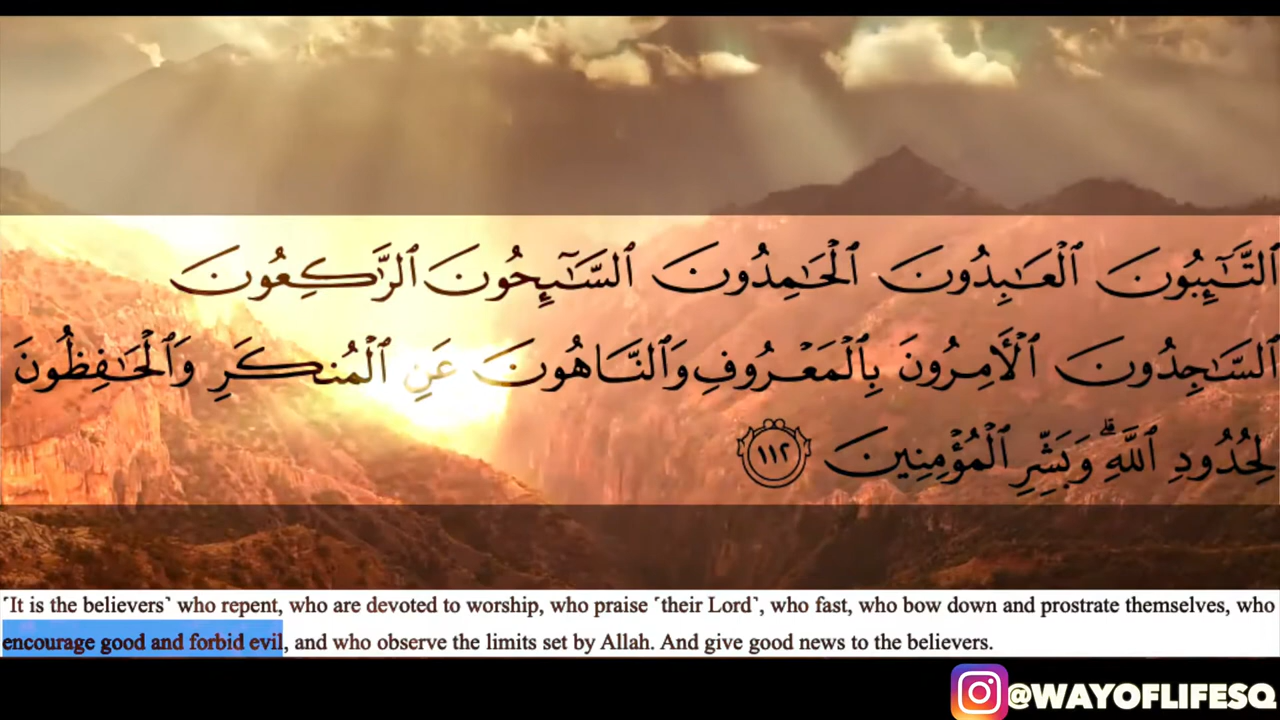 ٱلتَّـٰٓئِبُونَ ٱلْعَـٰبِدُونَ ٱلْحَـٰمِدُونَ ٱلسَّـٰٓئِحُونَ ٱلرَّٰكِعُونَ
ٱلسَّـٰجِدُونَ ٱلْـَٔامِرُونَ بِٱلْمَعْرُوفِ وَٱلنَّاهُونَ عَنِ ٱلْمُنكَرِ وَٱلْحَـٰفِظُونَ
لِحُدُودِ ٱللَّهِ ۗ وَبَشِّرِ ٱلْمُؤْمِنِينَ ١١٢
˹It is the believers˺ who repent, who are devoted to worship, who praise ˹their Lord˺, who fast, who bow down and prostrate themselves, who
encourage good and forbid evil, and who observe the limits set by Allah. And give good news to the believers.
@WAYOFLIFESQ